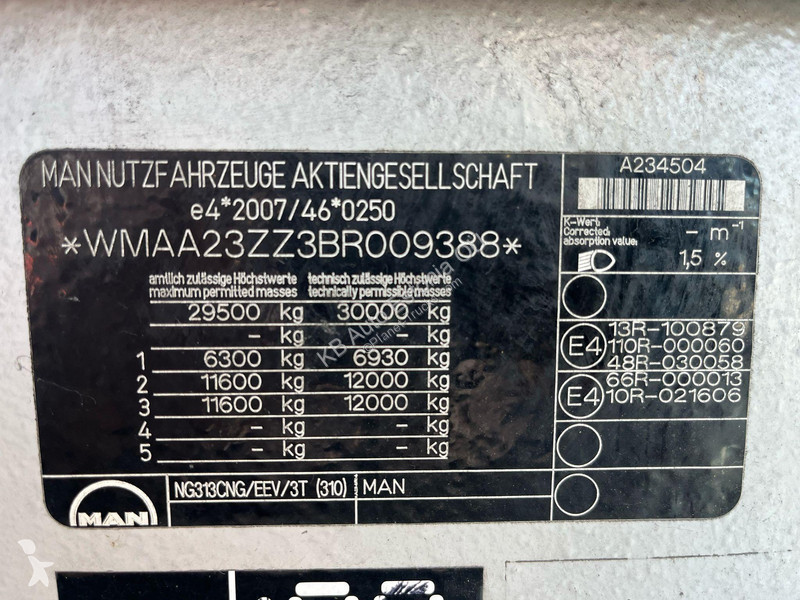 MAN NUTZFAHRZEUGE AKTIENGESELLSCHAFT
e4*2007/46*0250
*WMAA23ZZ3BR009388*
amtlich zulässige Höchstwerte technisch zulässige Höchstwerte
maximum permitted masses technically permissible masses
29500 kg 30000 kg
- kg - kg
1 6300 kg 6930 kg
2 11600 kg 12000 kg
3 11600 kg 12000 kg
4 - kg - kg
5 - kg - kg
MAN
NG313CNG/EEV/3T (310) MAN
A234504
K-Wert:
Corrected
absorption value:
- m⁻¹
1,5 %
E4
13R-100879
110R-000060
48R-030058
E4
66R-000013
10R-021606